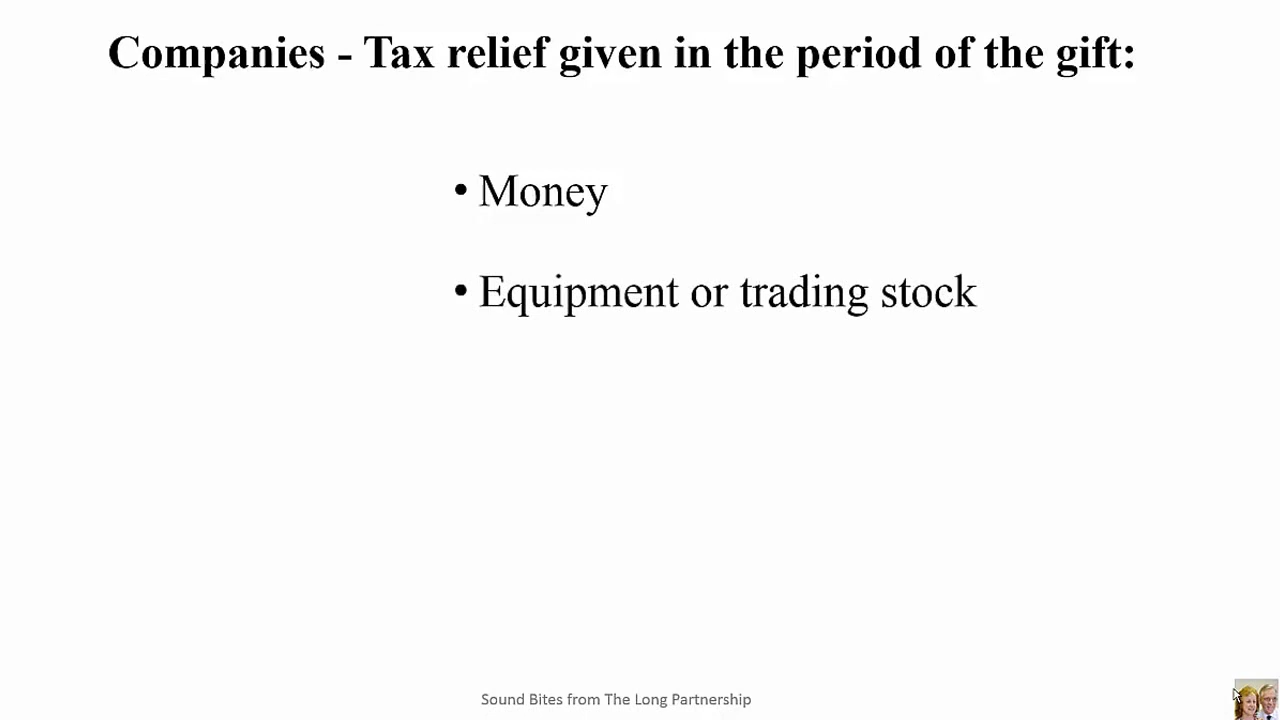 Companies - Tax relief given in the period of the gift:
• Money
• Equipment or trading stock
Sound Bites from The Long Partnership